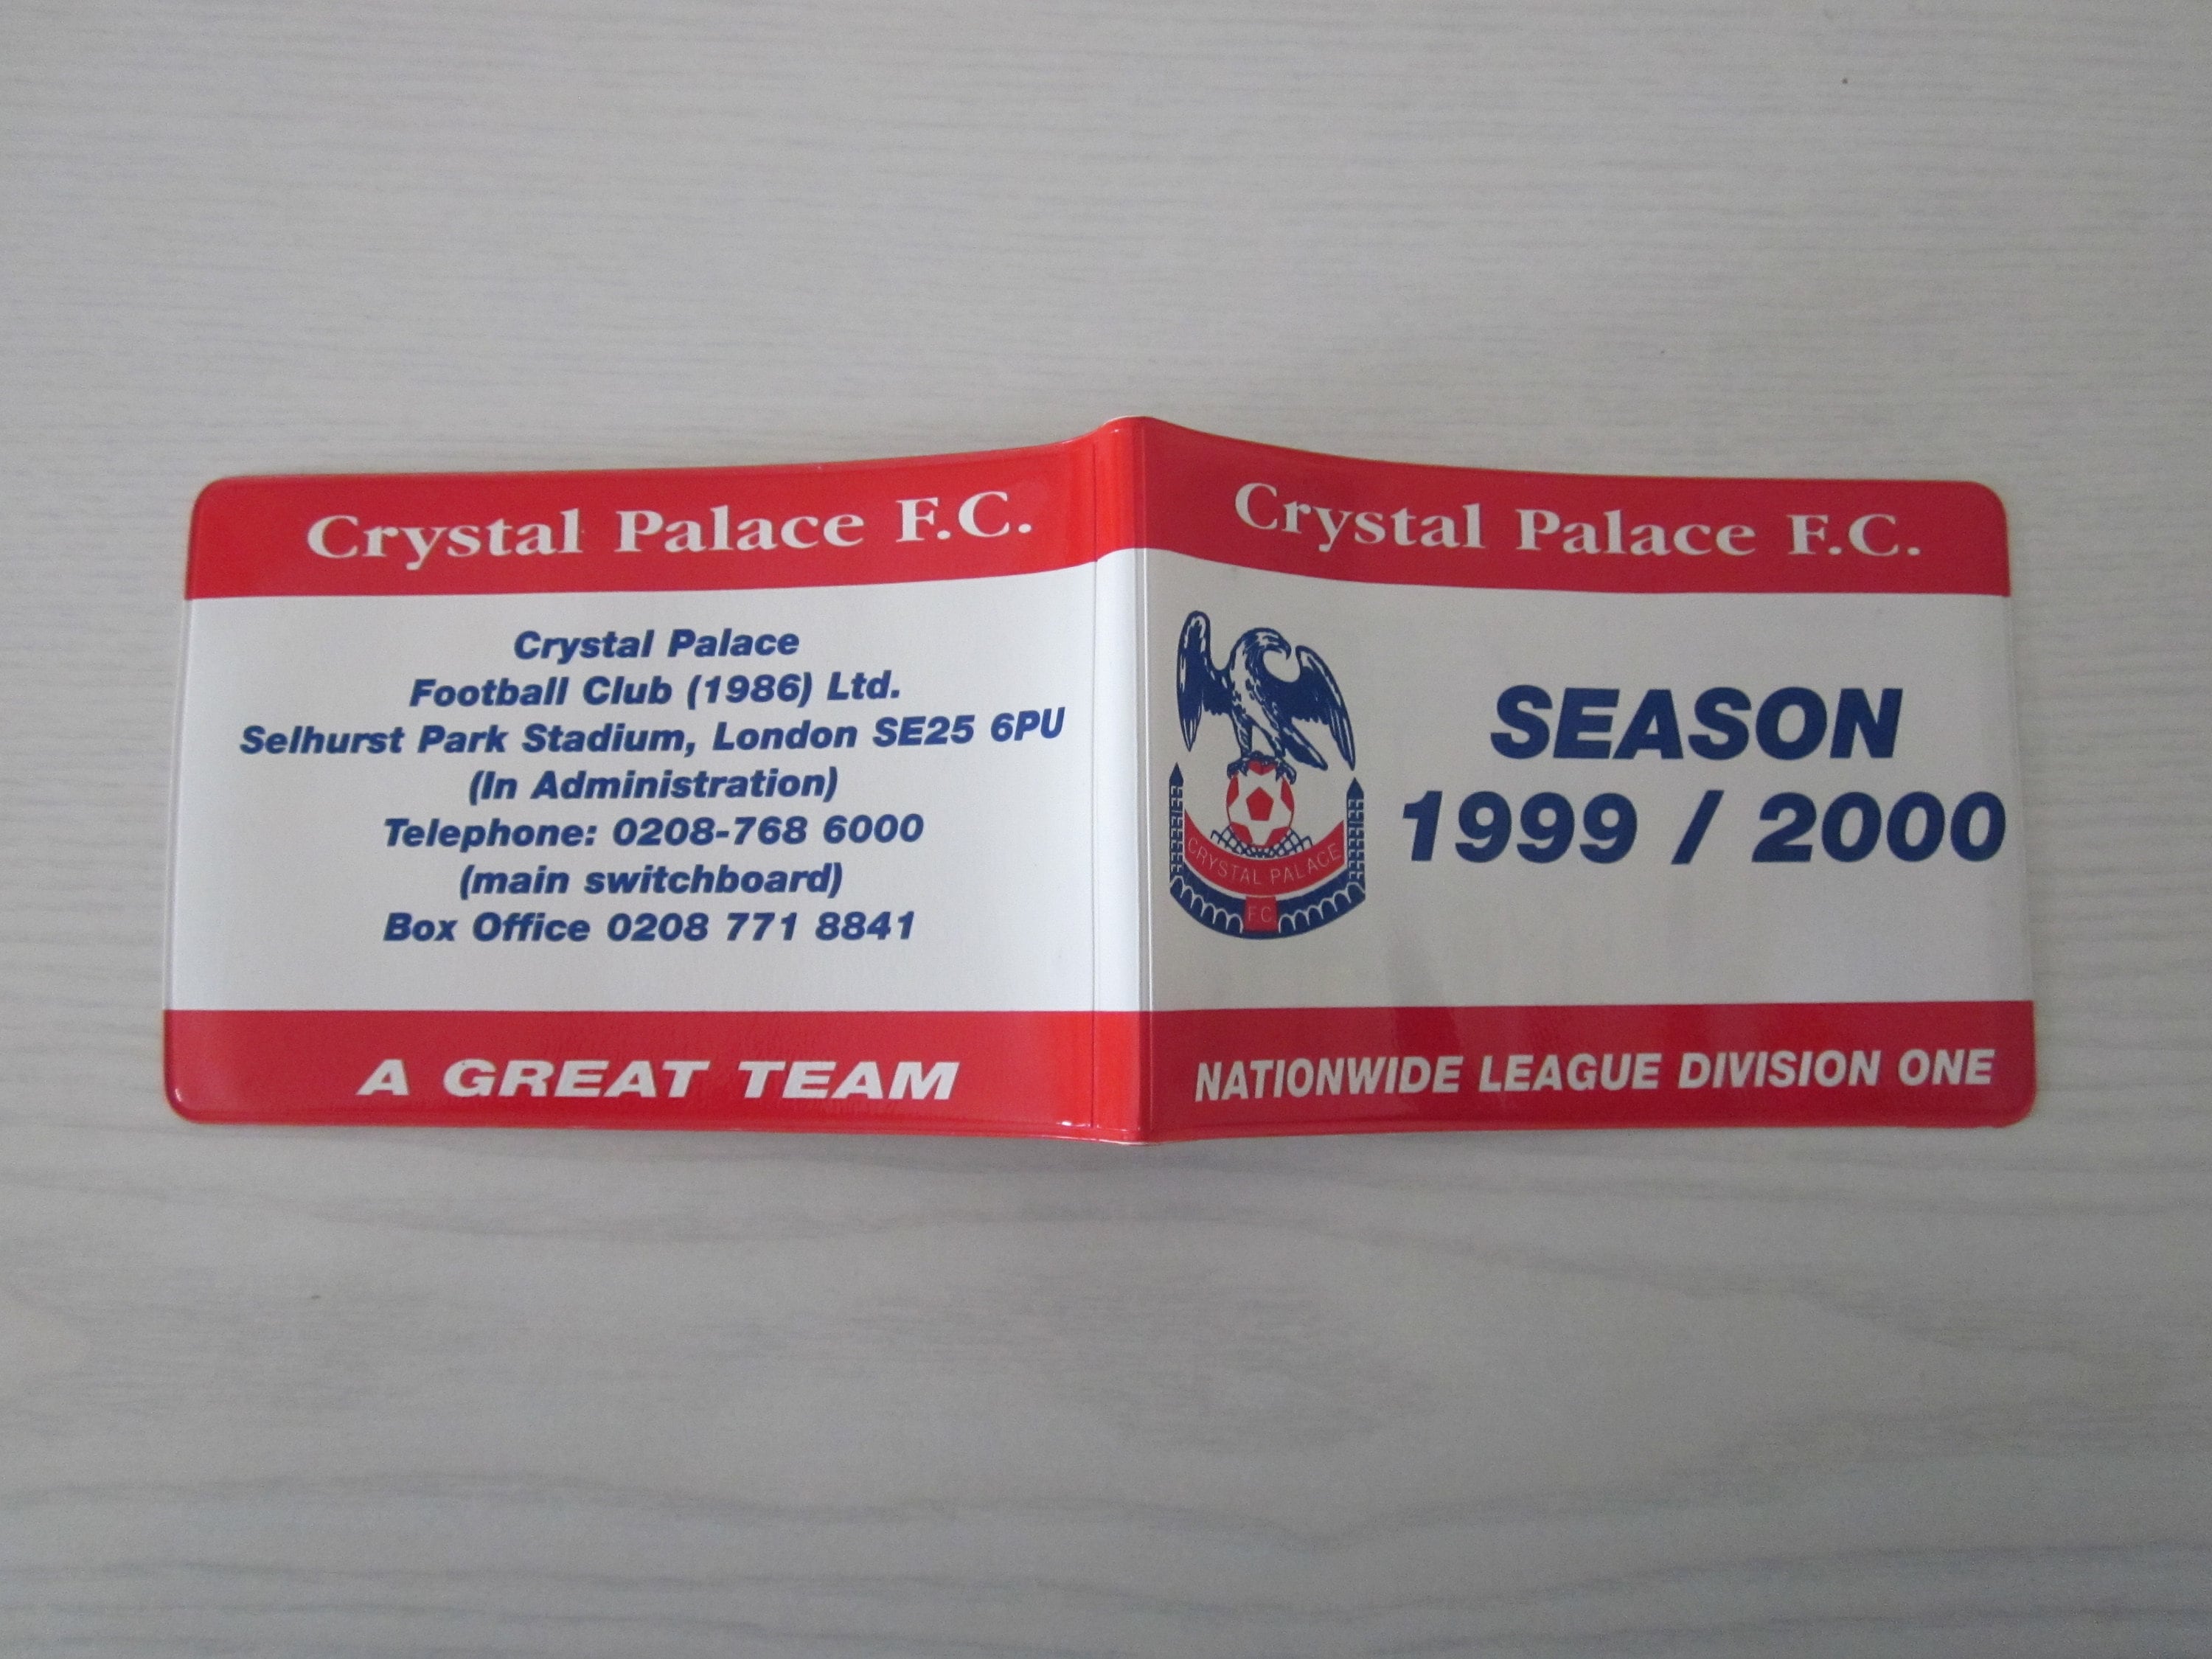 Crystal Palace F.C.
Crystal Palace
Football Club (1986) Ltd.
Selhurst Park Stadium, London SE25 6PU
(In Administration)
Telephone: 0208-768 6000
(main switchboard)
Box Office 0208 771 8841
A GREAT TEAM
Crystal Palace F.C.
CRYSTAL PALACE
F.C.
SEASON
1999 / 2000
NATIONWIDE LEAGUE DIVISION ONE